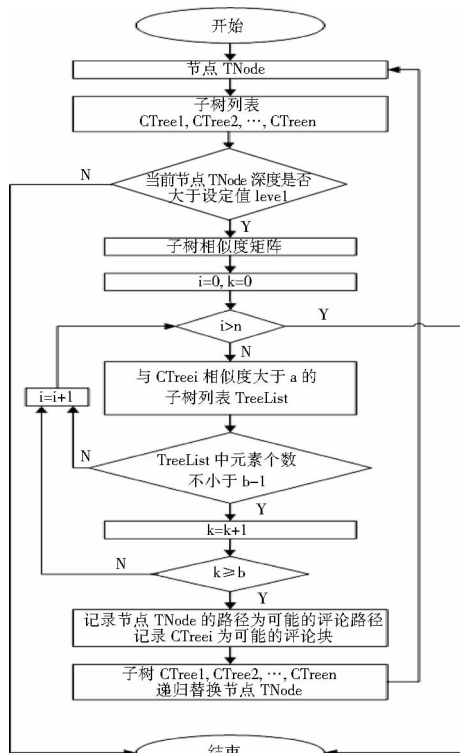 开始
节点 TNode
子树列表
CTree1, CTree2, …, CTreen
N
当前节点 TNode 深度是否
大于设定值 level
Y
子树相似度矩阵
i=0, k=0
i>n
Y
N
与 CTreei 相似度大于 a 的
子树列表 TreeList
i=i+1
N
TreeList 中元素个数
不小于 b-1
Y
k=k+1
N
k≥b
Y
记录节点 TNode 的路径为可能的评论路径
记录 CTreei 为可能的评论块
子树 CTree1, CTree2, …, CTreen
递归替换节点 TNode
结束